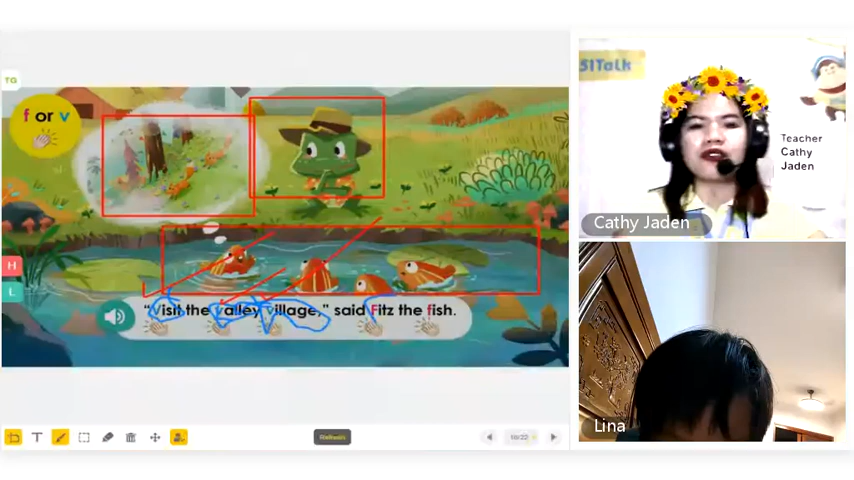 TG
f or v
H
L
"Visit the valley village," said Fitz the fish.
T
51Talk
Teacher
Cathy
Jaden
Cathy Jaden
Lina